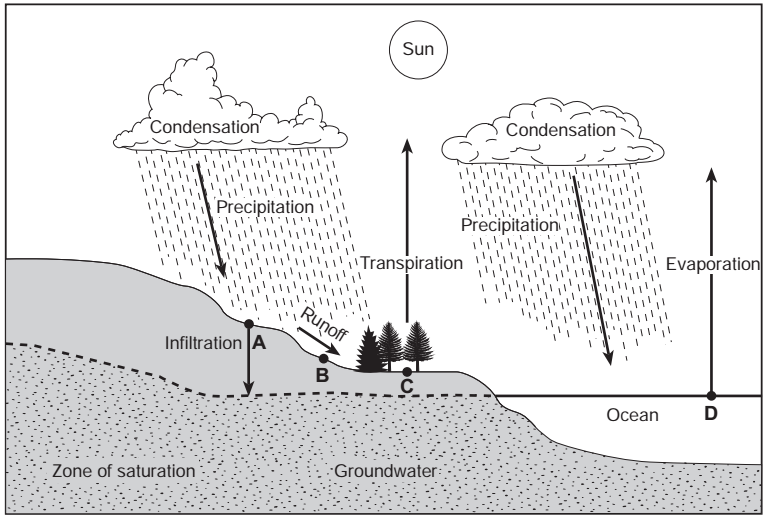 Sun
Condensation
Condensation
Precipitation
Precipitation
Transpiration
Evaporation
Runoff
Infiltration
A
B
C
D
Ocean
Zone of saturation
Groundwater